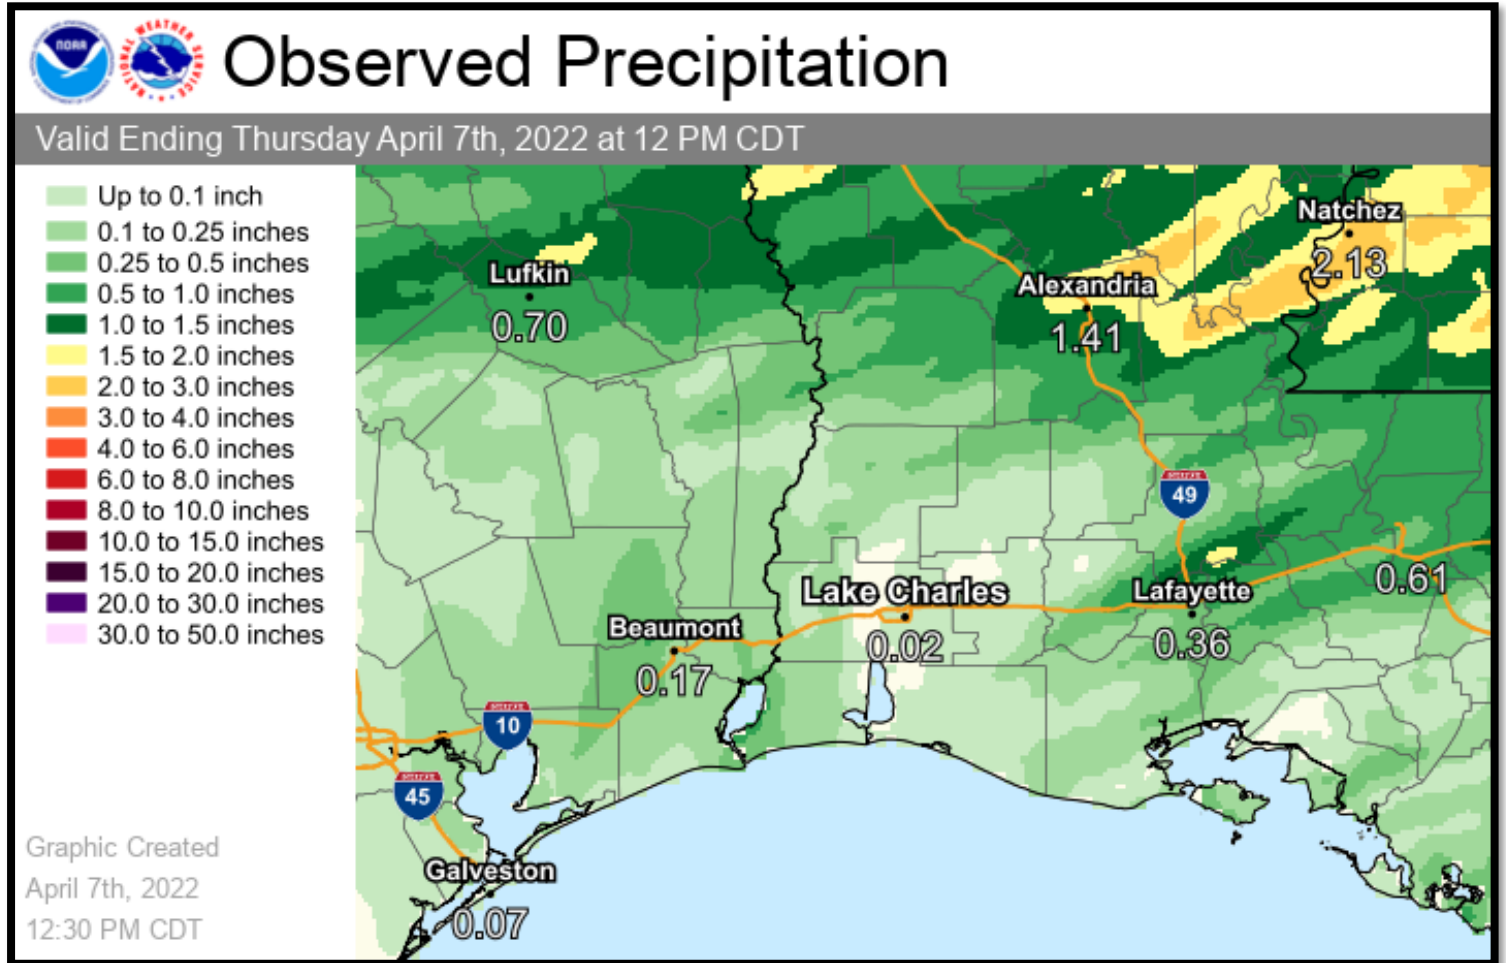 NOAA
NATIONAL WEATHER SERVICE
Observed Precipitation
Valid Ending Thursday April 7th, 2022 at 12 PM CDT
Up to 0.1 inch
0.1 to 0.25 inches
0.25 to 0.5 inches
0.5 to 1.0 inches
1.0 to 1.5 inches
1.5 to 2.0 inches
2.0 to 3.0 inches
3.0 to 4.0 inches
4.0 to 6.0 inches
6.0 to 8.0 inches
8.0 to 10.0 inches
10.0 to 15.0 inches
15.0 to 20.0 inches
20.0 to 30.0 inches
30.0 to 50.0 inches
Graphic Created
April 7th, 2022
12:30 PM CDT
Natchez
2.13
Lufkin
0.70
Alexandria
1.41
49
Lake Charles
0.02
Lafayette
0.36
0.61
Beaumont
0.17
10
45
Galveston
0.07